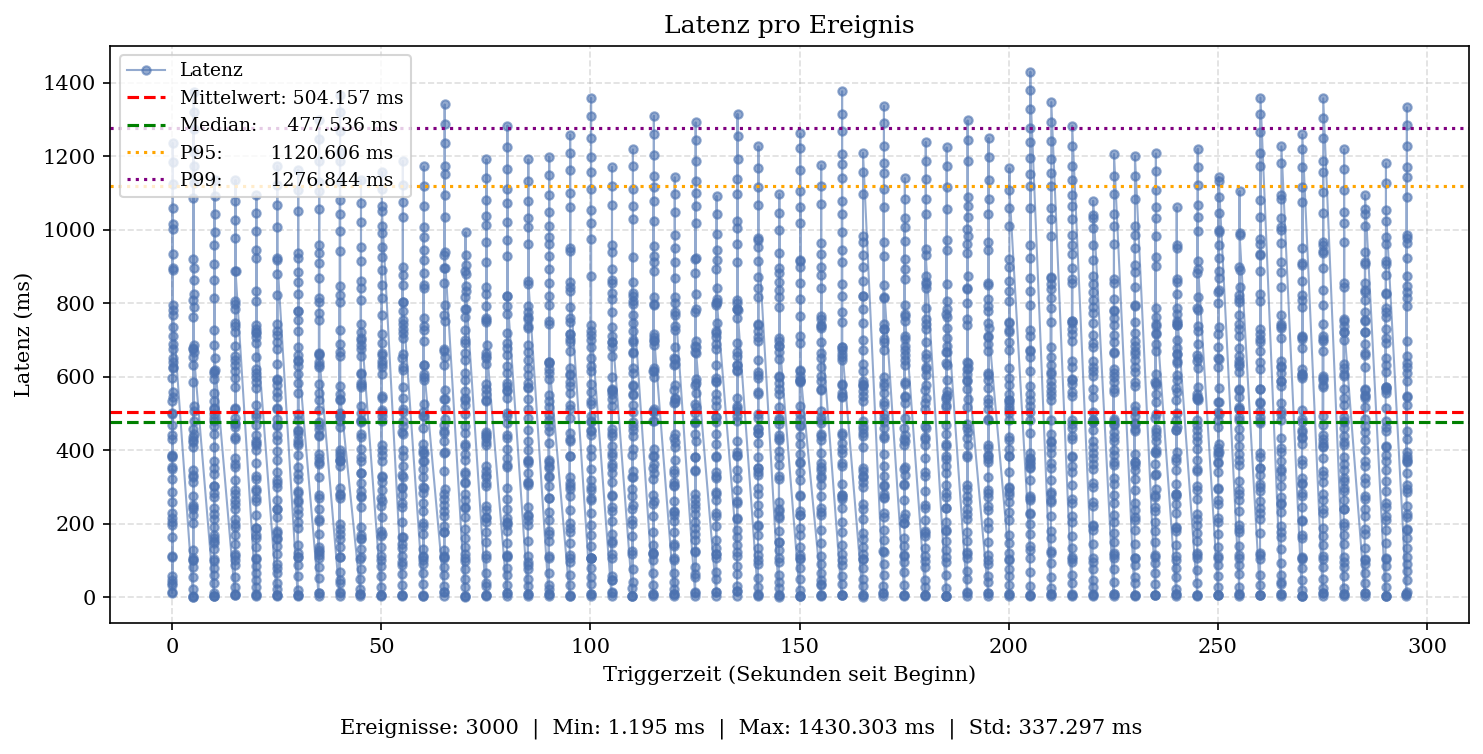 Latenz pro Ereignis
Latenz (ms)
1400
1200
1000
800
600
400
200
0
Latenz
Mittelwert: 504.157 ms
Median: 477.536 ms
P95: 1120.606 ms
P99: 1276.844 ms
0 50 100 150 200 250 300
Triggerzeit (Sekunden seit Beginn)
Ereignisse: 3000 | Min: 1.195 ms | Max: 1430.303 ms | Std: 337.297 ms